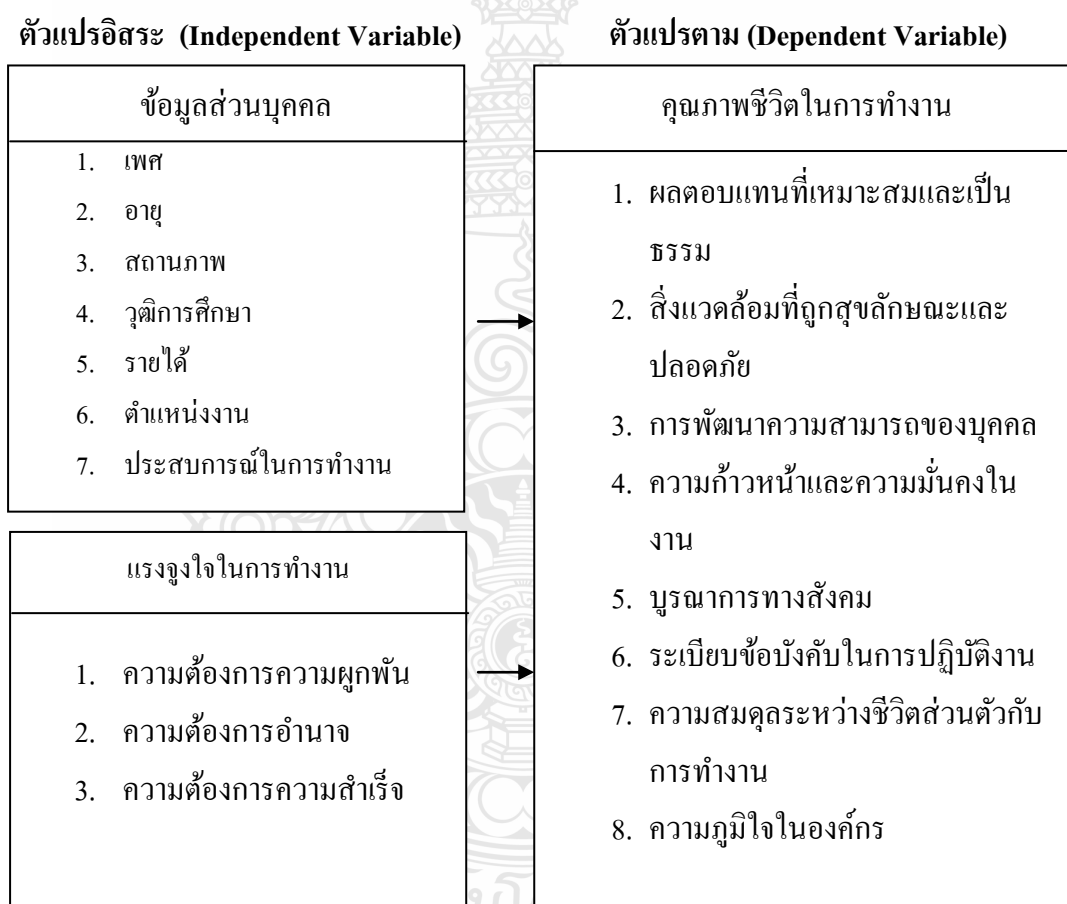 ตัวแปรอิสระ (Independent Variable)
ข้อมูลส่วนบุคคล
1. เพศ
2. อายุ
3. สถานภาพ
4. วุฒิการศึกษา
5. รายได้
6. ตำแหน่งงาน
7. ประสบการณ์ในการทำงาน
แรงจูงใจในการทำงาน
1. ความต้องการความผูกพัน
2. ความต้องการอำนาจ
3. ความต้องการความสำเร็จ
ตัวแปรตาม (Dependent Variable)
คุณภาพชีวิตในการทำงาน
1. ผลตอบแทนที่เหมาะสมและเป็น
ธรรม
2. สิ่งแวดล้อมที่ถูกสุขลักษณะและ
ปลอดภัย
3. การพัฒนาความสามารถของบุคคล
4. ความก้าวหน้าและความมั่นคงใน
งาน
5. บูรณาการทางสังคม
6. ระเบียบข้อบังคับในการปฏิบัติงาน
7. ความสมดุลระหว่างชีวิตส่วนตัวกับ
การทำงาน
8. ความภูมิใจในองค์กร